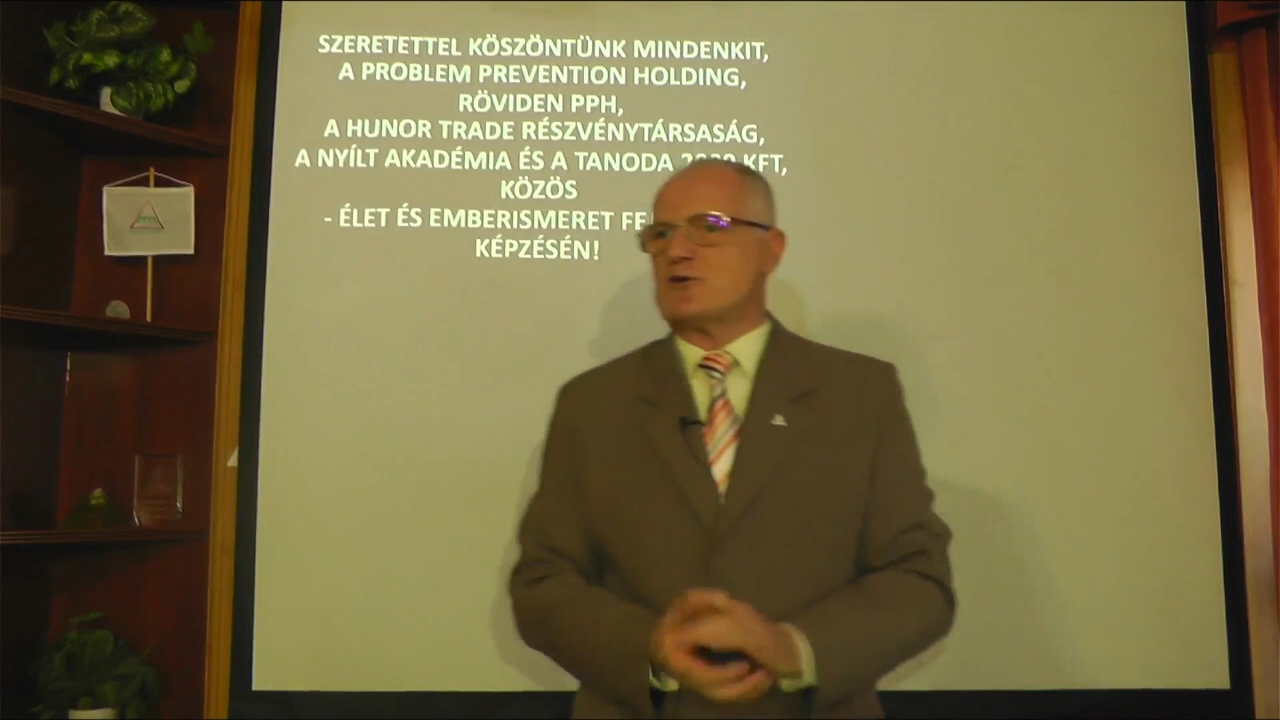 SZERETETTEL KÖSZÖNTÜNK MINDENKIT,
A PROBLEM PREVENTION HOLDING,
RÖVIDEN PPH,
A HUNOR TRADE RÉSZVÉNYTÁRSASÁG,
A NYÍLT AKADÉMIA ÉS A TANODA KFT,
KÖZÖS
- ÉLET ÉS EMBERISMERET
KÉPZÉSÉN!